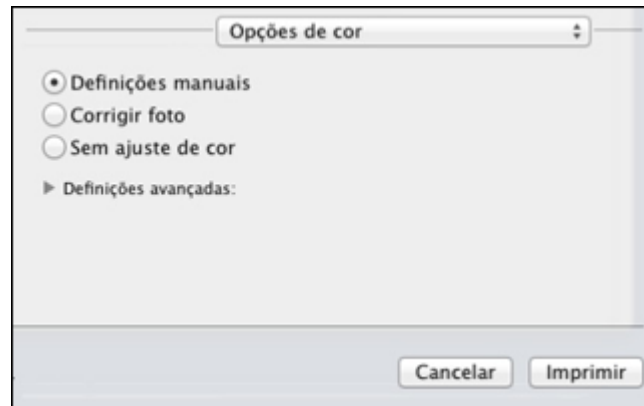 Opções de cor
Definições manuais
Corrigir foto
Sem ajuste de cor
Definições avançadas:
Cancelar Imprimir